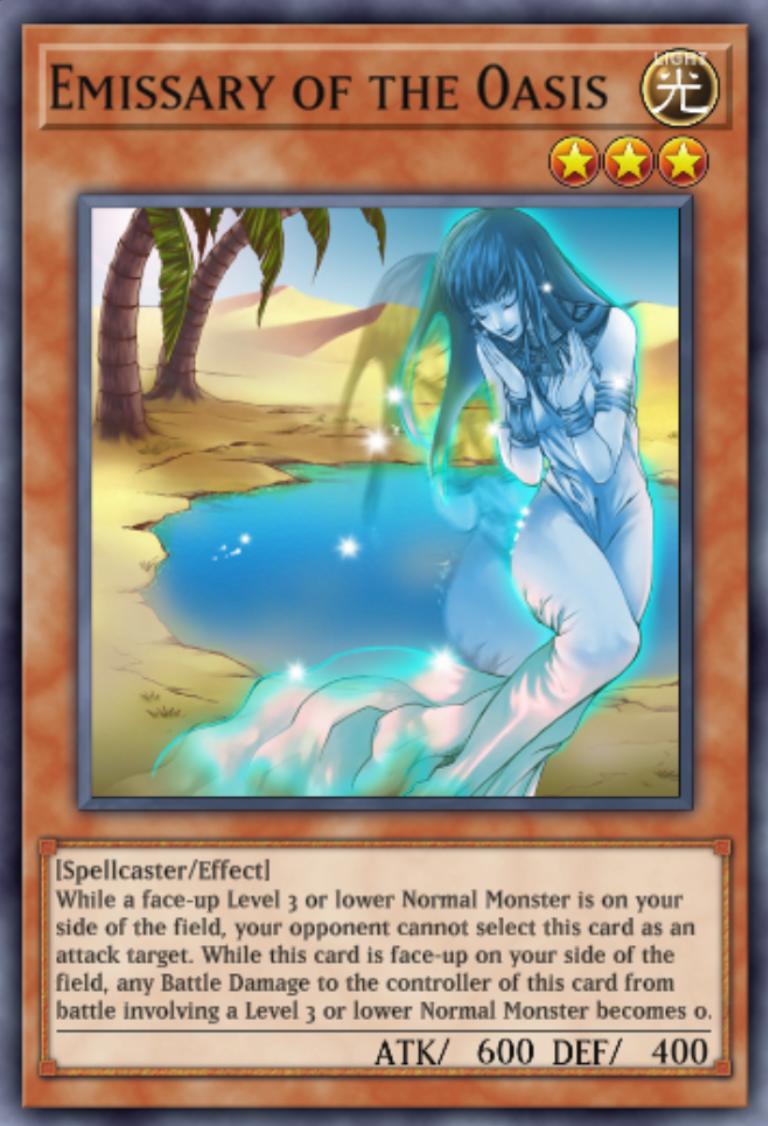 EMISSARY OF THE OASIS
LIGHT
光
[Spellcaster/Effect]
While a face-up Level 3 or lower Normal Monster is on your
side of the field, your opponent cannot select this card as an
attack target. While this card is face-up on your side of the
field, any Battle Damage to the controller of this card from
battle involving a Level 3 or lower Normal Monster becomes 0.
ATK/ 600 DEF/ 400